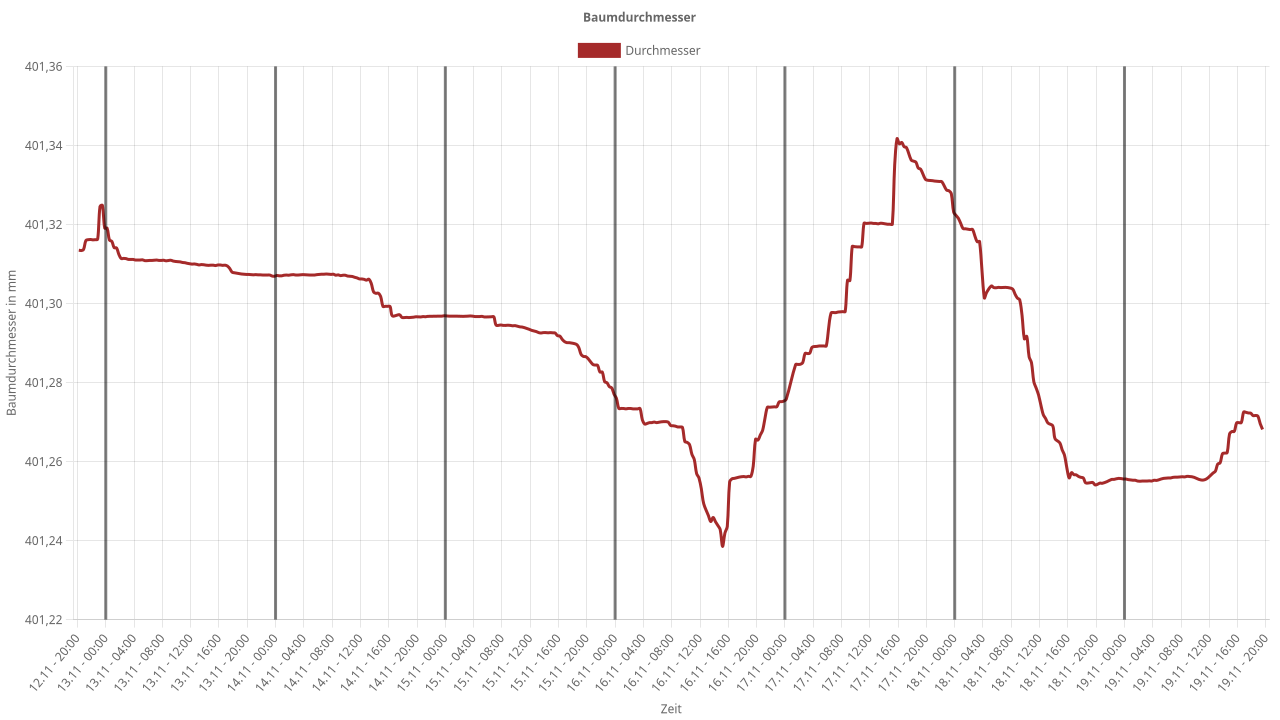 Baumdurchmesser
Durchmesser
401,36
401,34
401,32
401,30
401,28
401,26
401,24
401,22
Baumdurchmesser in mm
12.11 - 20:00
13.11 - 00:00
13.11 - 04:00
13.11 - 08:00
13.11 - 12:00
13.11 - 16:00
13.11 - 20:00
14.11 - 00:00
14.11 - 04:00
14.11 - 08:00
14.11 - 12:00
14.11 - 16:00
14.11 - 20:00
15.11 - 00:00
15.11 - 04:00
15.11 - 08:00
15.11 - 12:00
15.11 - 16:00
15.11 - 20:00
16.11 - 00:00
16.11 - 04:00
16.11 - 08:00
16.11 - 12:00
16.11 - 16:00
16.11 - 20:00
17.11 - 00:00
17.11 - 04:00
17.11 - 08:00
17.11 - 12:00
17.11 - 16:00
17.11 - 20:00
18.11 - 00:00
18.11 - 04:00
18.11 - 08:00
18.11 - 12:00
18.11 - 16:00
18.11 - 20:00
19.11 - 00:00
19.11 - 04:00
19.11 - 08:00
19.11 - 12:00
19.11 - 16:00
19.11 - 20:00
Zeit